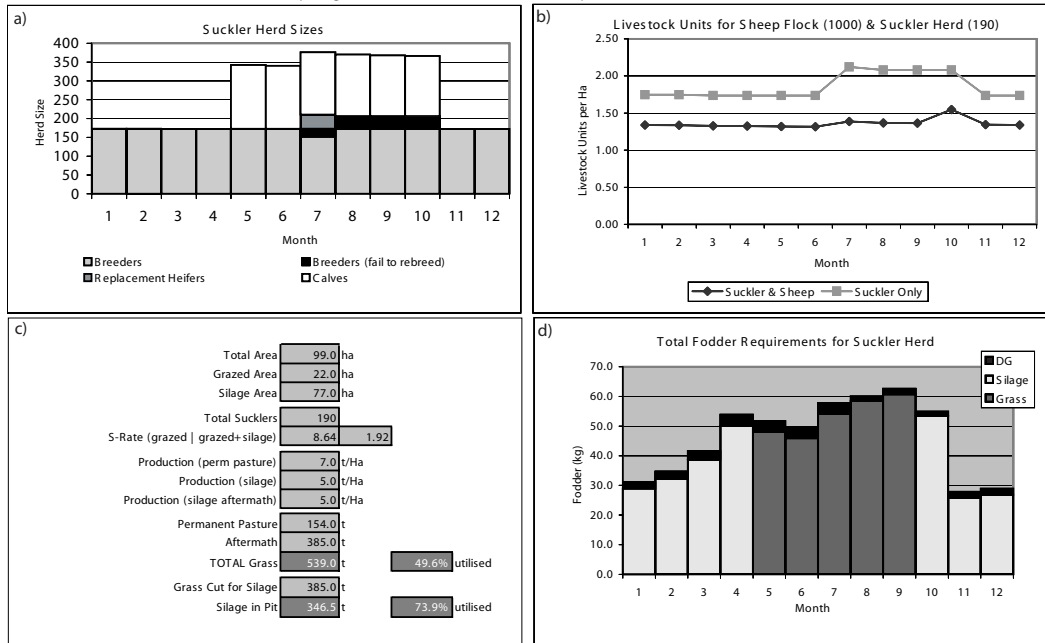 a)
Suckler Herd Sizes
400
350
300
250
200
150
100
50
0
Herd Size
1 2 3 4 5 6 7 8 9 10 11 12
Month
Breeders
Breeders (fail to rebreed)
Replacement Heifers
Calves
b)
Livestock Units for Sheep Flock (1000) & Suckler Herd (190)
2.50
2.00
1.50
1.00
0.50
0.00
Livestock Units per Ha
1 2 3 4 5 6 7 8 9 10 11 12
Month
Suckler & Sheep
Suckler Only
c)
Total Area 99.0 ha
Grazed Area 22.0 ha
Silage Area 77.0 ha
Total Sucklers 190
S-Rate (grazed | grazed+silage) 8.64 1.92
Production (perm pasture) 7.0 t/Ha
Production (silage) 5.0 t/Ha
Production (silage aftermath) 5.0 t/Ha
Permanent Pasture 154.0 t
Aftermath 385.0 t
TOTAL Grass 539.0 t 49.6% utilised
Grass Cut for Silage 385.0 t
Silage in Pit 346.5 t 73.9% utilised
d)
Total Fodder Requirements for Suckler Herd
70.0
60.0
50.0
40.0
30.0
20.0
10.0
0.0
Fodder (kg)
DG
Silage
Grass
1 2 3 4 5 6 7 8 9 10 11 12
Month